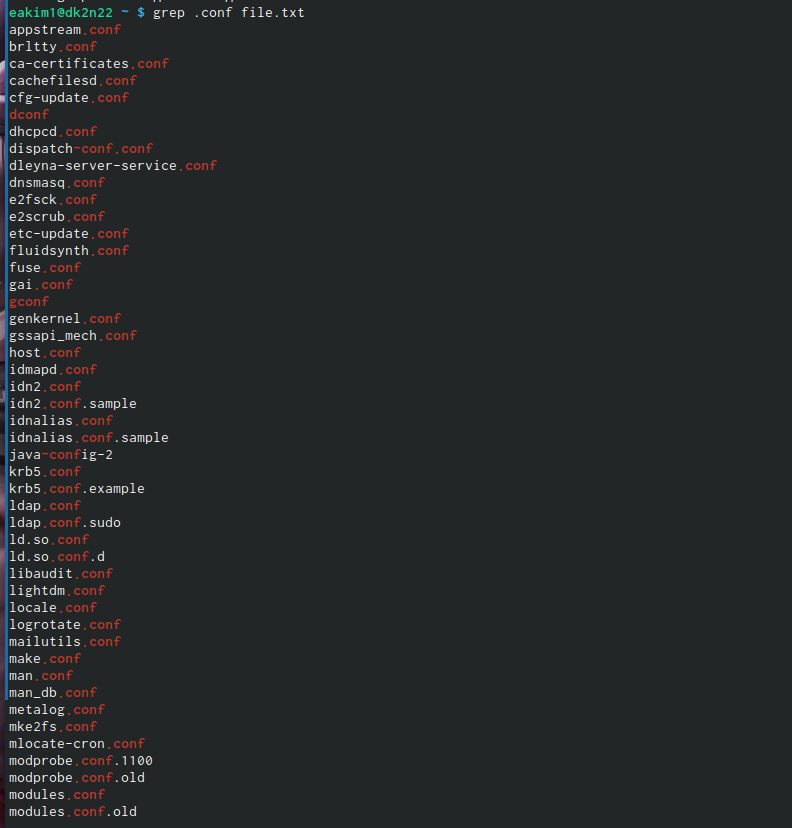 eakim1@dk2n22 ~ $ grep .conf file.txt
appstream.conf
brltty.conf
ca-certificates.conf
cachefilesd.conf
cfg-update.conf
dconf
dhcpcd.conf
dispatch-conf.conf
dleyna-server-service.conf
dnsmasq.conf
e2fsck.conf
e2scrub.conf
etc-update.conf
fluidsynth.conf
fuse.conf
gai.conf
gconf
genkernel.conf
gssapi_mech.conf
host.conf
idmapd.conf
idn2.conf
idn2.conf.sample
idnalias.conf
idnalias.conf.sample
java-config-2
krb5.conf
krb5.conf.example
ldap.conf
ldap.conf.sudo
ld.so.conf
ld.so.conf.d
libaudit.conf
lightdm.conf
locale.conf
logrotate.conf
mailutils.conf
make.conf
man.conf
man_db.conf
metalog.conf
mke2fs.conf
mlocate-cron.conf
modprobe.conf.1100
modprobe.conf.old
modules.conf
modules.conf.old